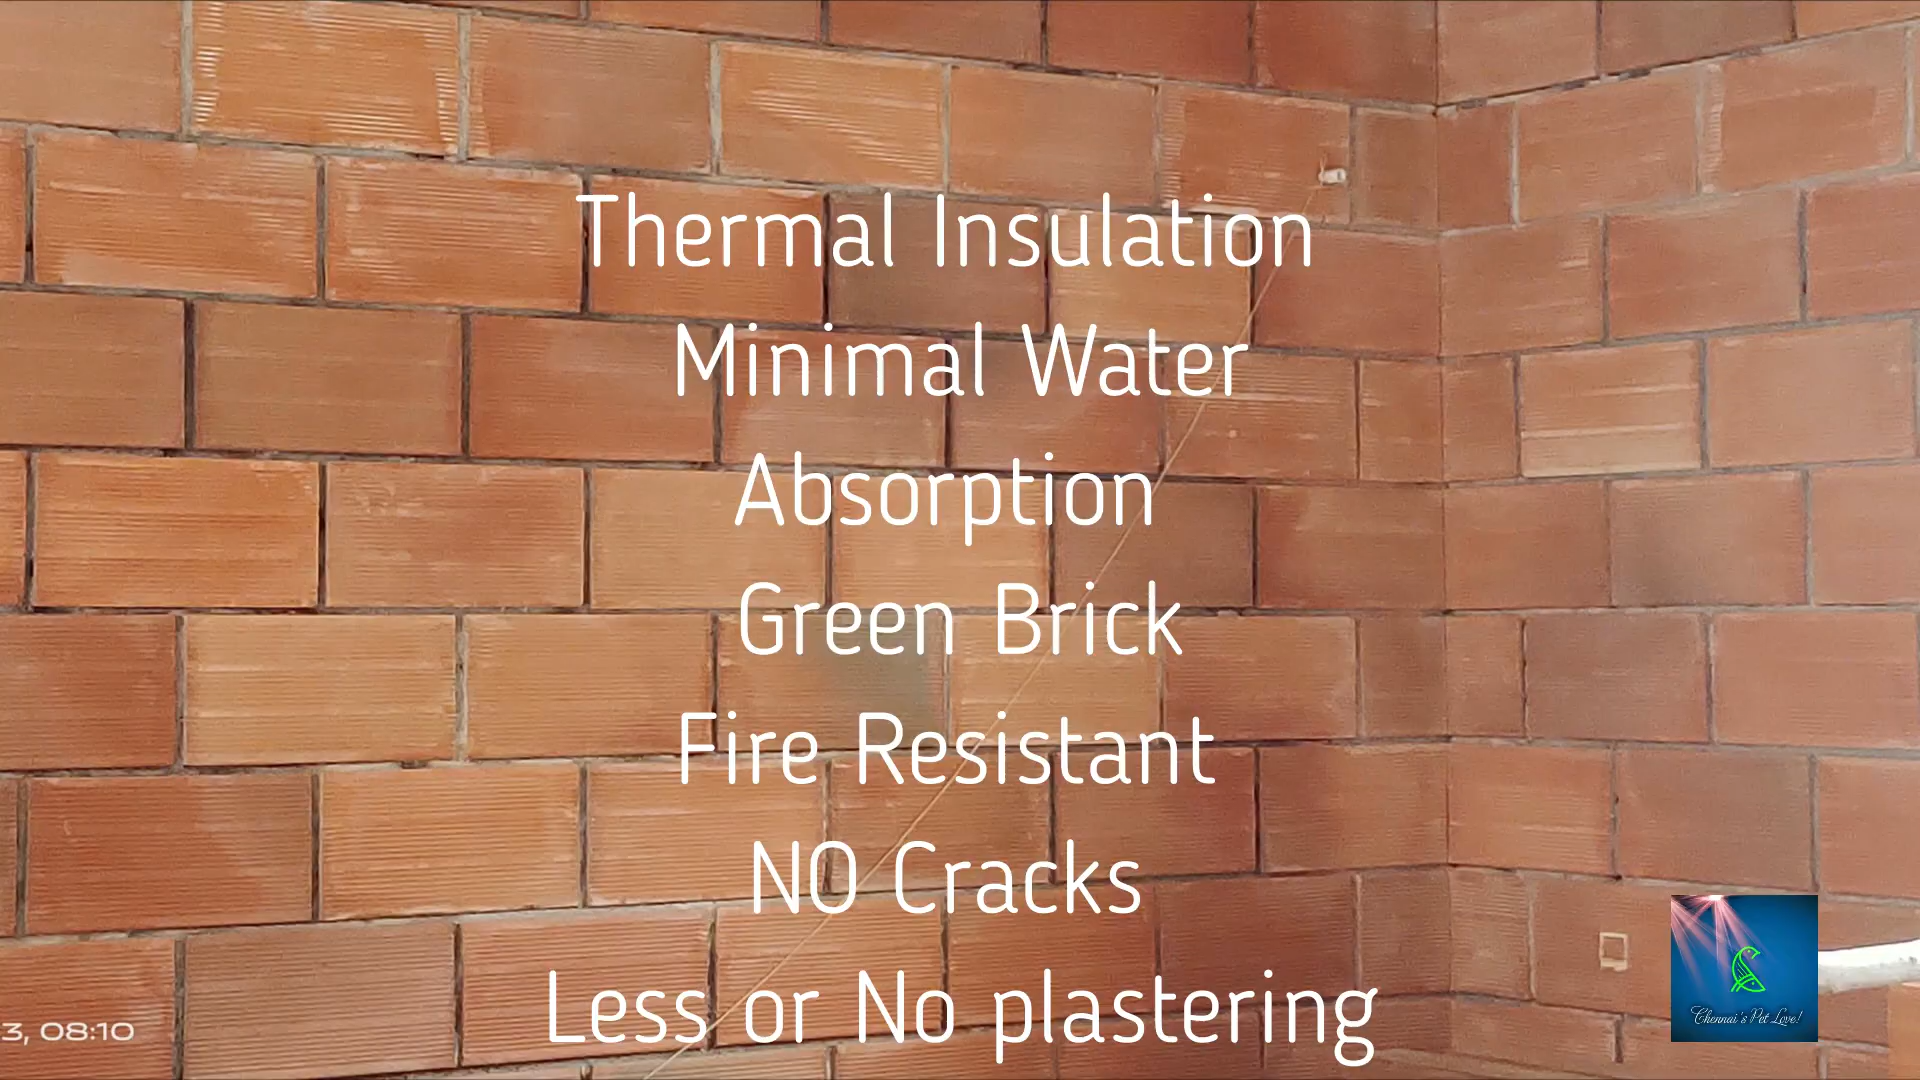 Thermal Insulation
Minimal Water
Absorption
Green Brick
Fire Resistant
NO Cracks
Less or No plastering
3, 08:10
Chennai's Pet Love!